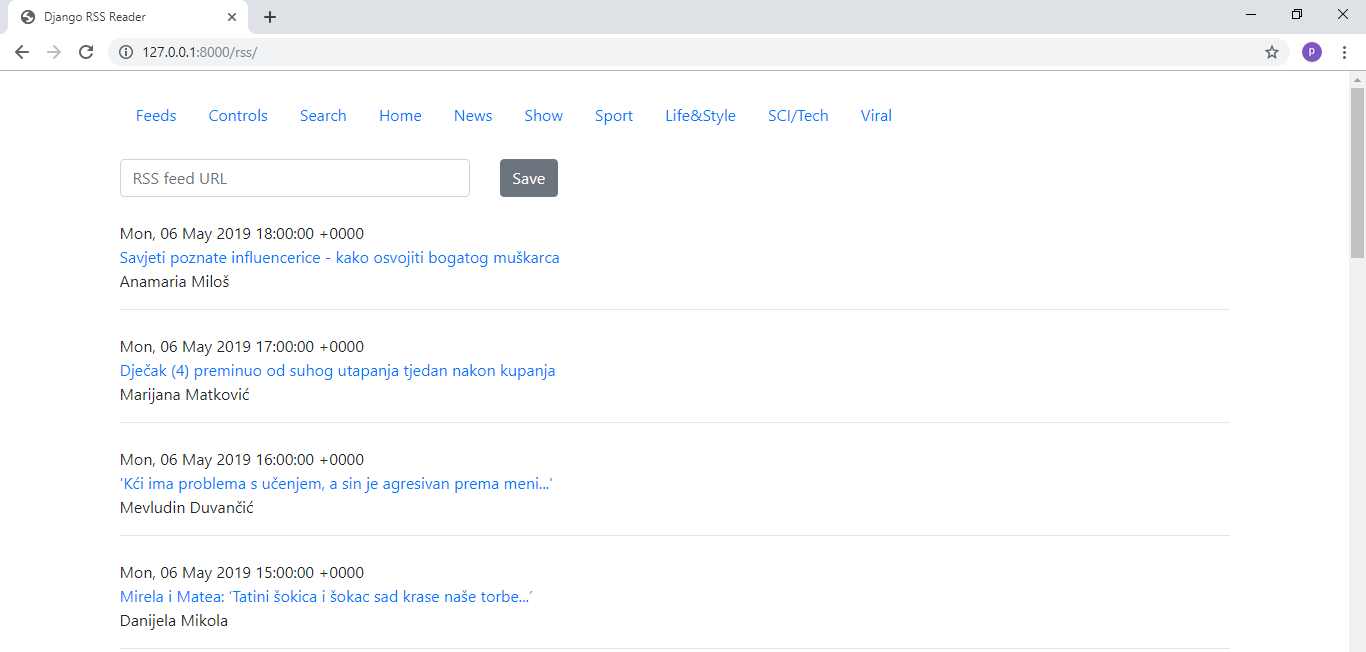 Django RSS Reader
127.0.0.1:8000/rss/
p
Feeds Controls Search Home News Show Sport Life&Style SCI/Tech Viral
RSS feed URL Save
Mon, 06 May 2019 18:00:00 +0000
Savjeti poznate influencerice - kako osvojiti bogatog muškarca
Anamaria Miloš
Mon, 06 May 2019 17:00:00 +0000
Dječak (4) preminuo od suhog utapanja tjedan nakon kupanja
Marijana Matković
Mon, 06 May 2019 16:00:00 +0000
'Kći ima problema s učenjem, a sin je agresivan prema meni...'
Mevludin Duvančić
Mon, 06 May 2019 15:00:00 +0000
Mirela i Matea: 'Tatini šokica i šokac sad krase naše torbe...'
Danijela Mikola